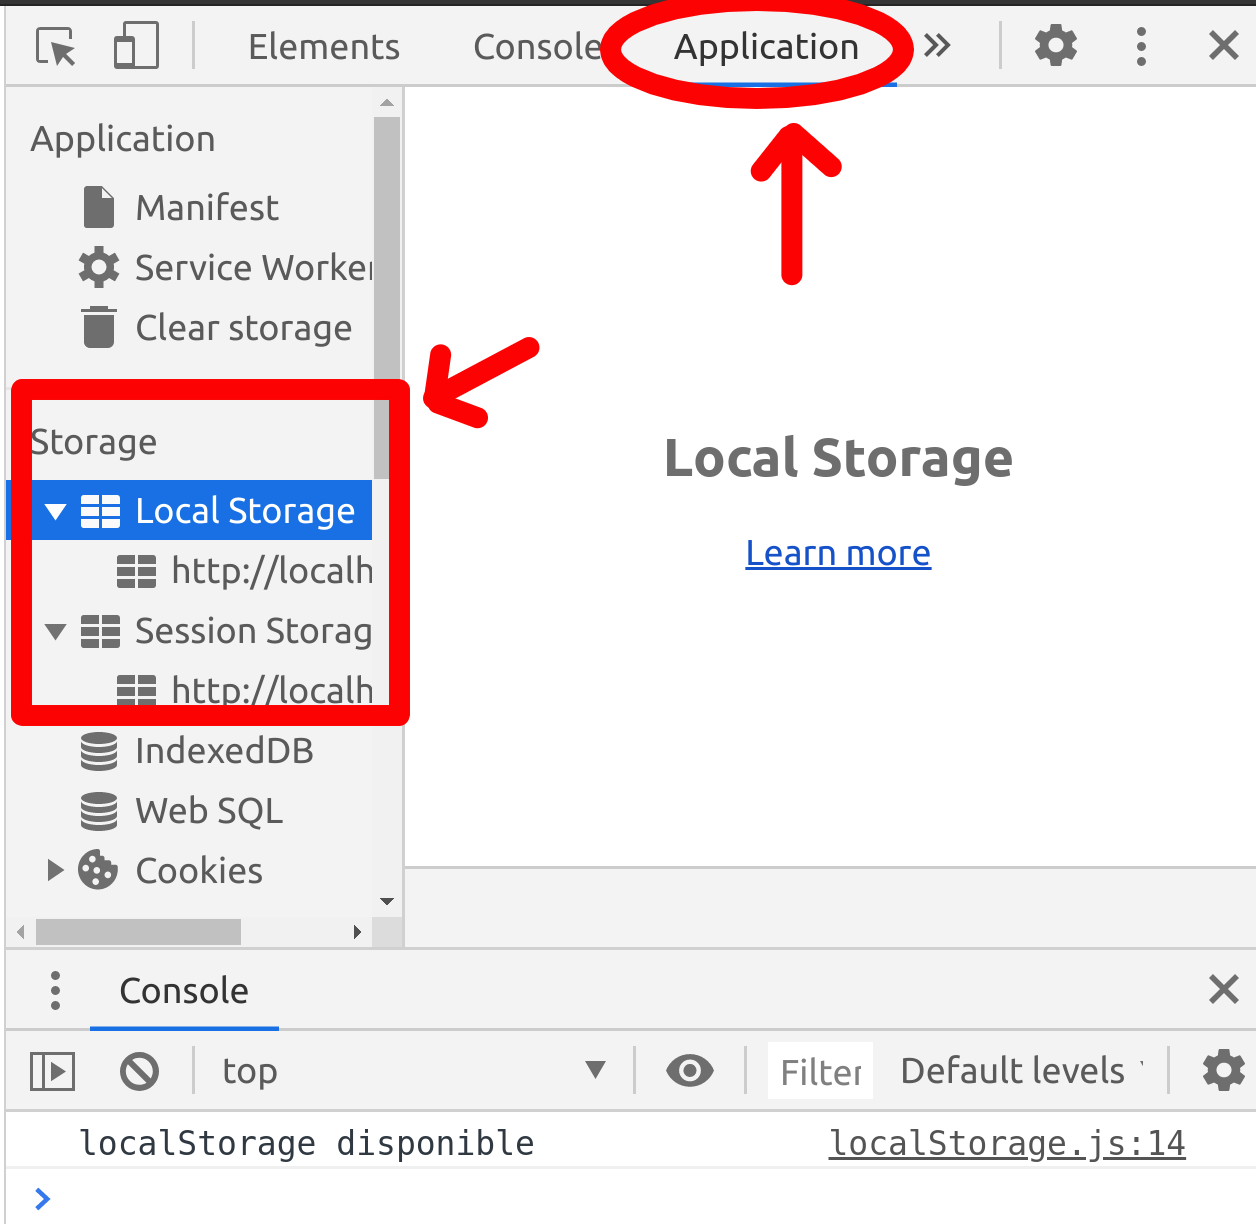 Elements Console Application
Application
Manifest
Service Worker
Clear storage
Storage
Local Storage
http://localh
Session Storag
http://localh
IndexedDB
Web SQL
Cookies
Local Storage
Learn more
Console
top Filter Default levels
localStorage disponible localStorage.js:14